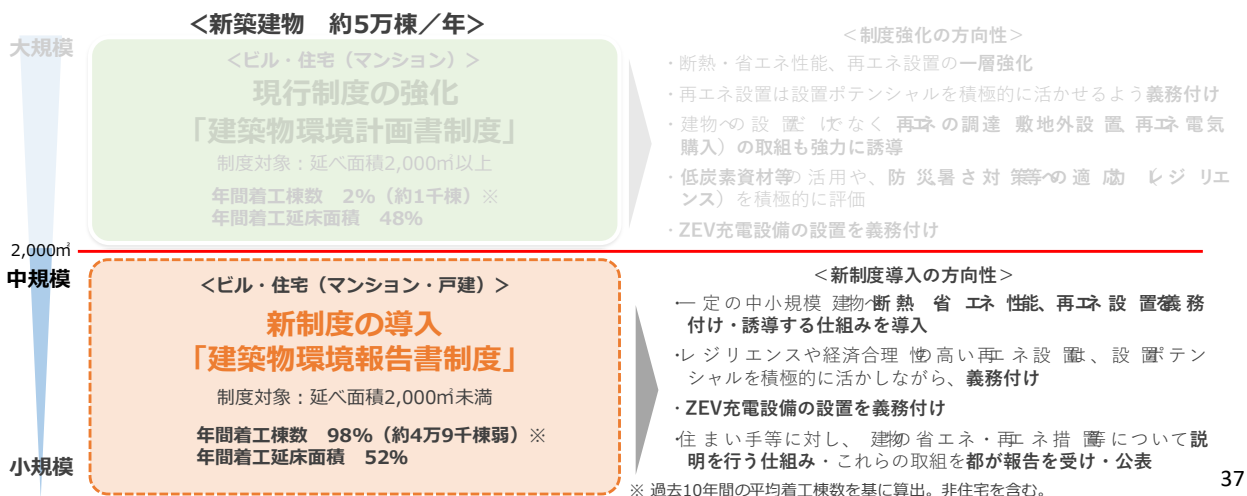 <新築建物　約5万棟／年>
大規模
<ビル・住宅（マンション）>
現行制度の強化
「建築物環境計画書制度」
制度対象：延べ面積2,000㎡以上
年間着工棟数　2%（約1千棟）※
年間着工延床面積　48%
<制度強化の方向性>
・断熱・省エネ性能、再エネ設置の一層強化
・再エネ設置は設置ポテンシャルを積極的に活かせるよう義務付け
・建物への設置だけでなく 再エネの調達 敷地外設置 再エネ電気
購入）の取組も強力に誘導
・低炭素資材等の活用や、防災暑さ対策等への適応 レジリエ
ンス）を積極的に評価
・ZEV充電設備の設置を義務付け
2,000㎡
中規模
<ビル・住宅（マンション・戸建）>
新制度の導入
「建築物環境報告書制度」
制度対象：延べ面積2,000㎡未満
年間着工棟数　98%（約4万9千棟弱）※
年間着工延床面積　52%
小規模
<新制度導入の方向性>
・一定の中小規模 建物へ断熱 省エネ性能、再エネ設置を義務
付け・誘導する仕組みを導入
・レジリエンスや経済合理性の高い再エネ設置は、設置ポテン
シャルを積極的に活かしながら、義務付け
・ZEV充電設備の設置を義務付け
・住まい手等に対し、建物の省エネ・再エネ措置等について説
明を行う仕組み・これらの取組を都が報告を受け・公表
※ 過去10年間の平均着工棟数を基に算出。非住宅を含む。
37